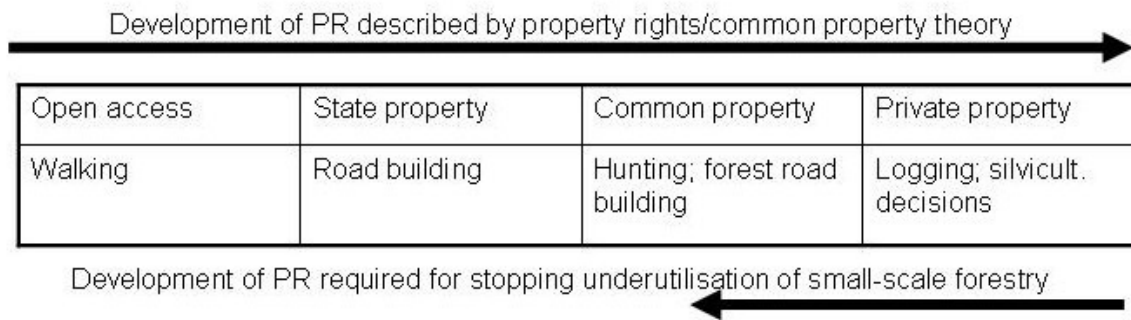 Development of PR described by property rights/common property theory
Open access
State property
Common property
Private property
Walking
Road building
Hunting; forest road
building
Logging; silvicult.
decisions
Development of PR required for stopping underutilisation of small-scale forestry